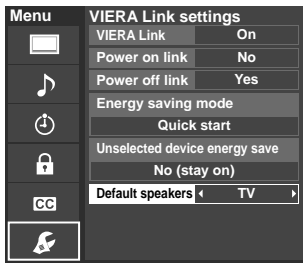 Menu
VIERA Link settings
VIERA Link On
Power on link No
Power off link Yes
Energy saving mode
Quick start
Unselected device energy save
No (stay on)
Default speakers TV
CC